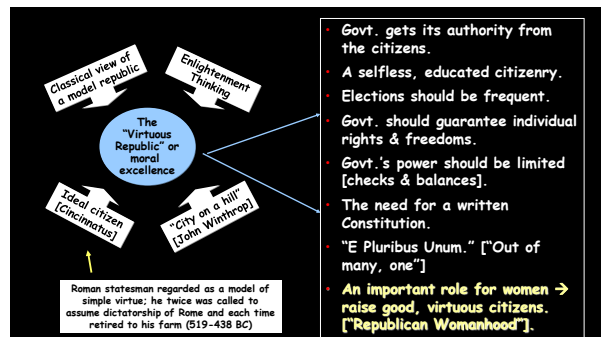 Classical view of
a model republic
Enlightenment
Thinking
The
“Virtuous
Republic” or
moral
excellence
Ideal citizen
[Cincinnatus]
“City on a hill”
[John Winthrop]
Roman statesman regarded as a model of
simple virtue; he twice was called to
assume dictatorship of Rome and each time
retired to his farm (519-438 BC)
• Govt. gets its authority from
the citizens.
• A selfless, educated citizenry.
• Elections should be frequent.
• Govt. should guarantee individual
rights & freedoms.
• Govt.’s power should be limited
[checks & balances].
• The need for a written
Constitution.
• “E Pluribus Unum.” [“Out of
many, one”]
• An important role for women →
raise good, virtuous citizens.
[“Republican Womanhood”].